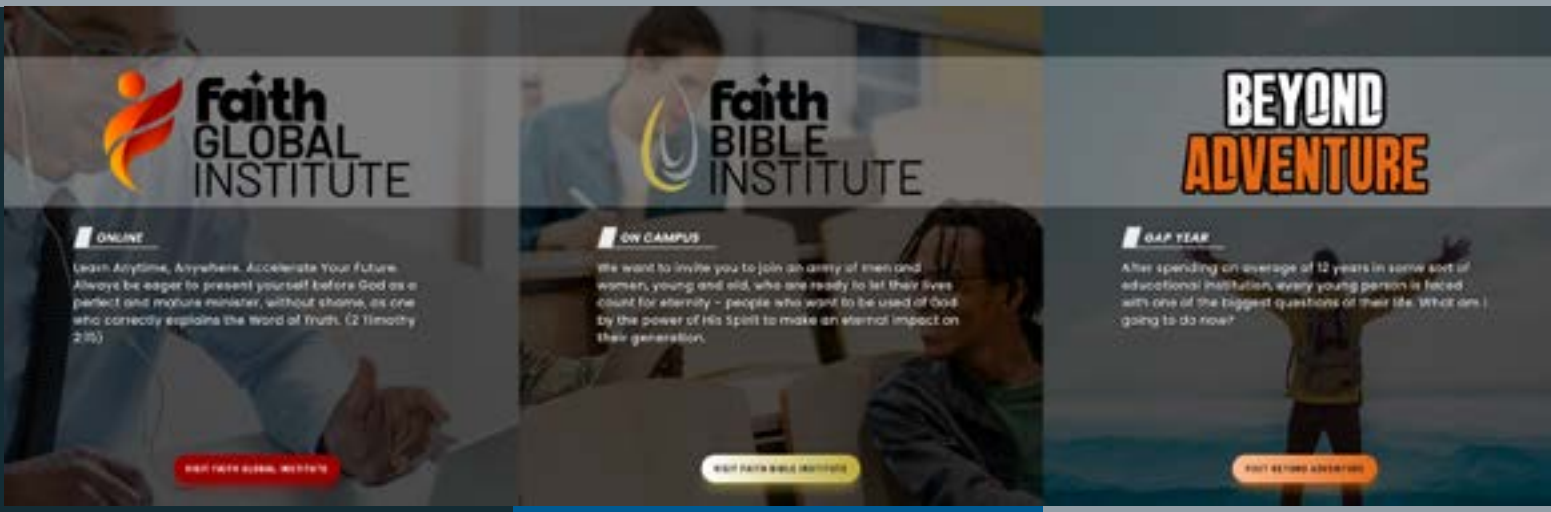 faith
GLOBAL
INSTITUTE
ONLINE
Learn Anytime, Anywhere. Accelerate Your Future.
Always be eager to present yourself before God as a
perfect and mature minister, without shame, as one
who correctly explains the Word of Truth. (2 Timothy
2:15)
VISIT FAITH GLOBAL INSTITUTE
faith
BIBLE
INSTITUTE
ON CAMPUS
We want to invite you to join an army of men and
women, young and old, who are ready to let their lives
count for eternity – people who want to be used of God
by the power of His Spirit to make an eternal impact on
their generation.
VISIT FAITH BIBLE INSTITUTE
BEYOND
ADVENTURE
GAP YEAR
After spending an average of 12 years in some sort of
educational institution, every young person is faced
with one of the biggest questions of their life. What am I
going to do now?
VISIT BEYOND ADVENTURE